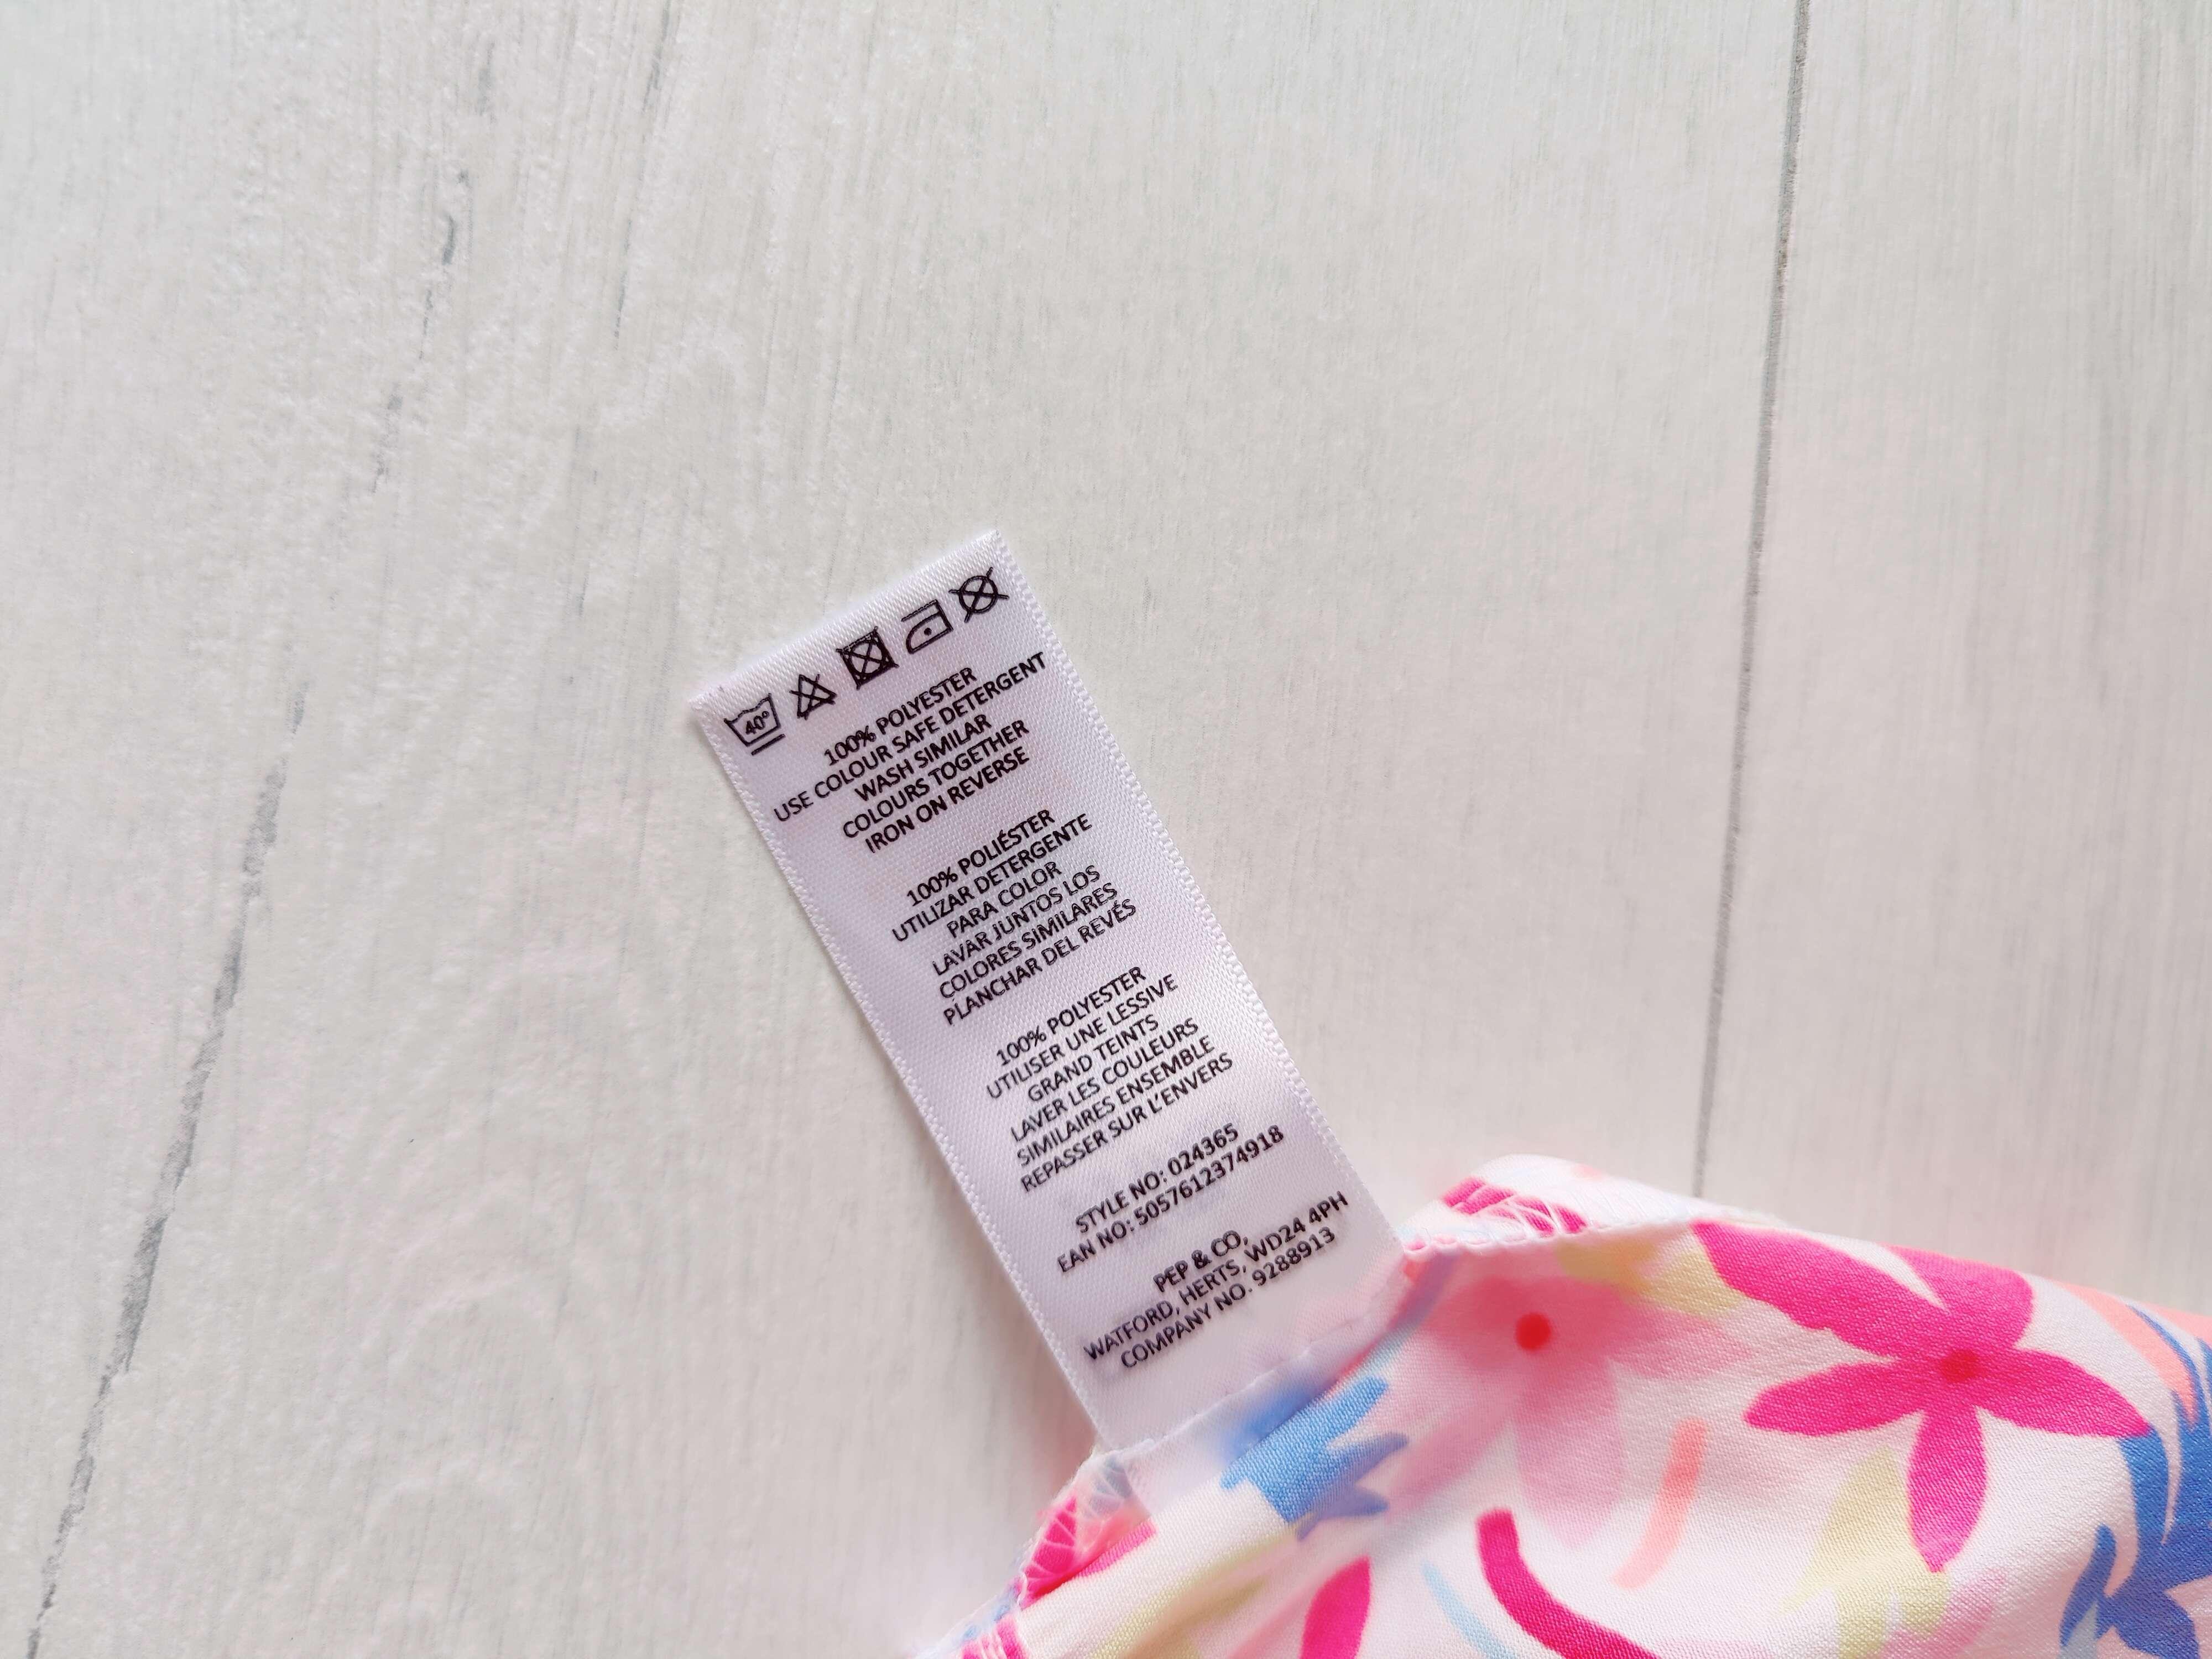 40°
100% POLYESTER
USE COLOUR SAFE DETERGENT
WASH SIMILAR
COLOURS TOGETHER
IRON ON REVERSE
100% POLIÉSTER
UTILIZAR DETERGENTE
PARA COLOR
LAVAR JUNTOS LOS
COLORES SIMILARES
PLANCHAR DEL REVÉS
100% POLYESTER
UTILISER UNE LESSIVE
GRAND TEINTS
LAVER LES COULEURS
SIMILAIRES ENSEMBLE
REPASSER SUR L'ENVERS
STYLE NO: 024365
EAN NO: 5057612374918
PEP & CO,
WATFORD, HERTS, WD24 4PH
COMPANY NO. 9288913